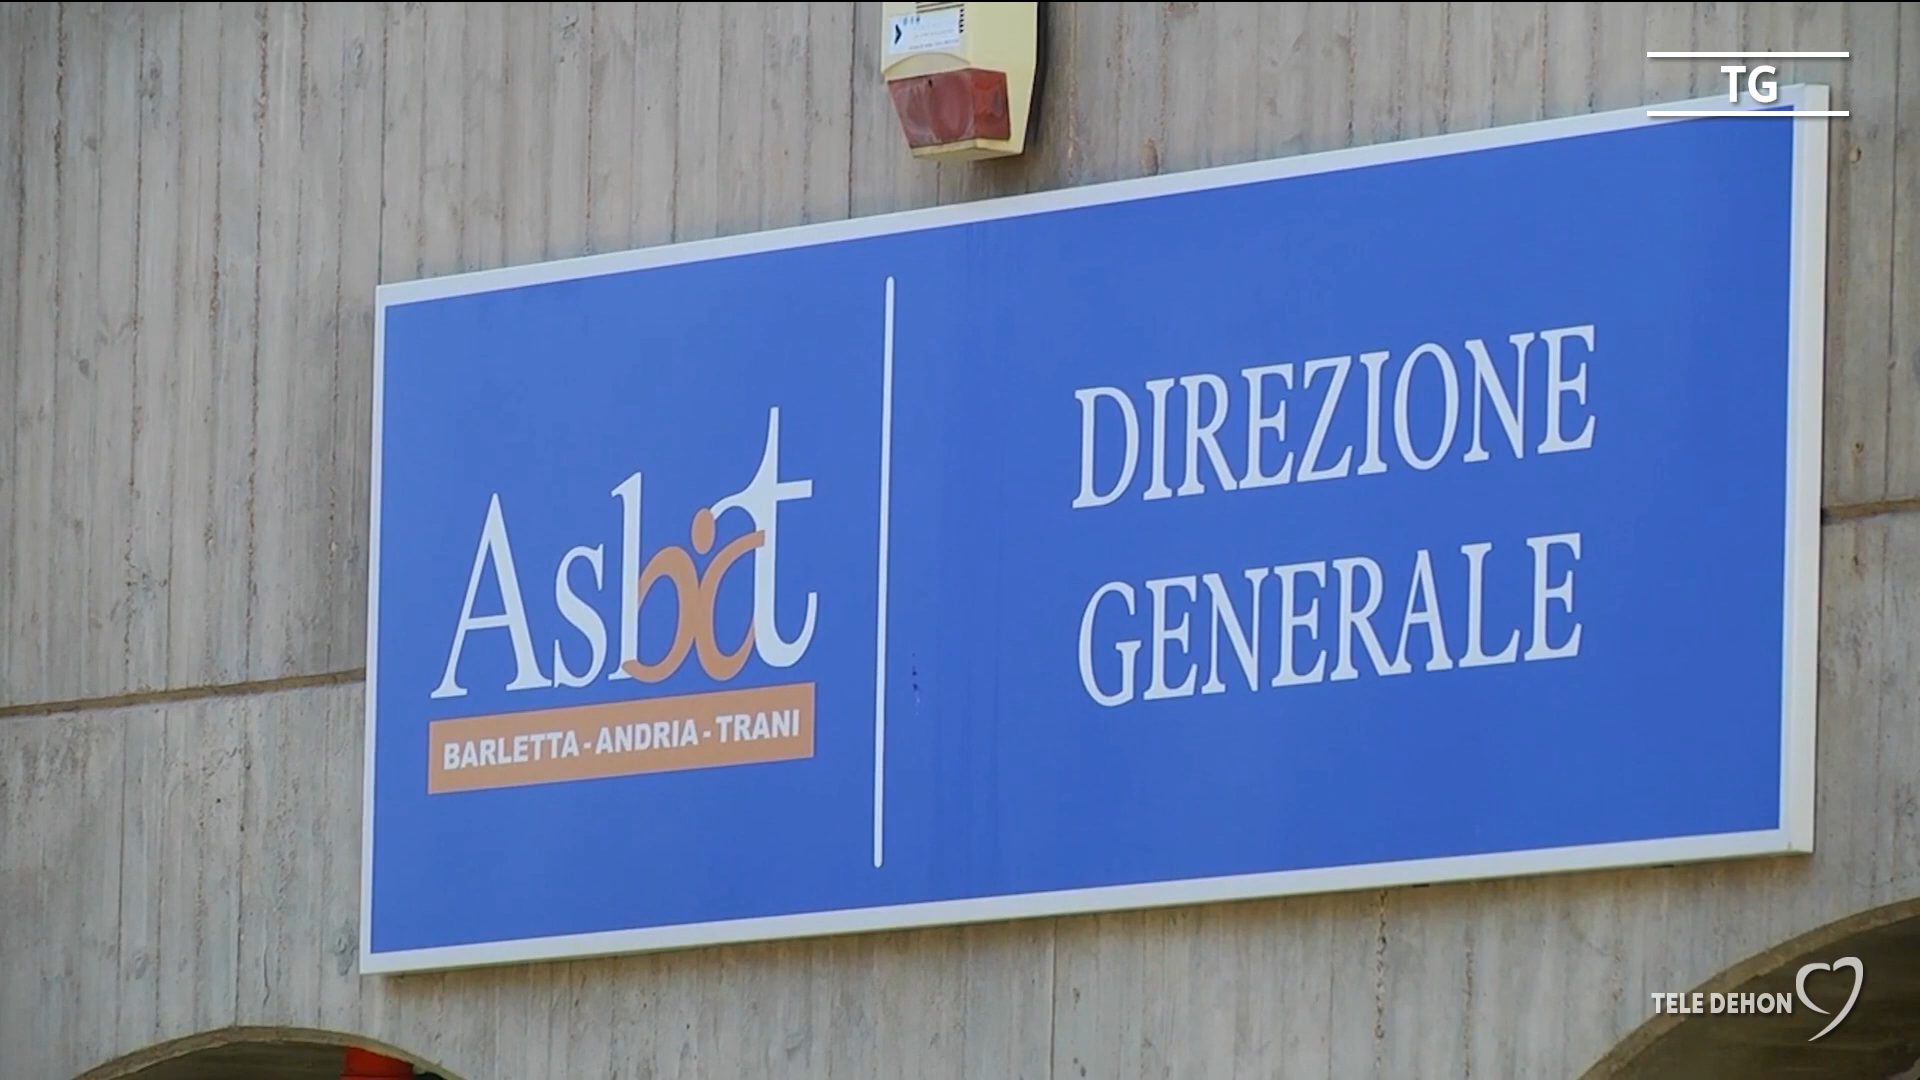 TG
DIREZIONE
GENERALE
Asbat
BARLETTA - ANDRIA - TRANI
TELE DEHON